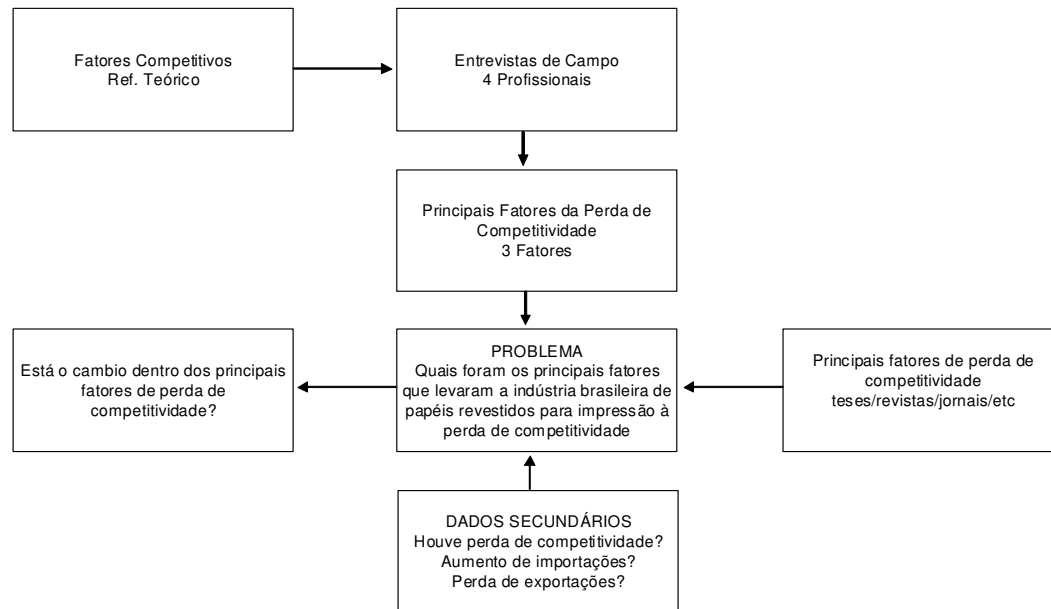 Fatores Competitivos
Ref. Teórico
Entrevistas de Campo
4 Profissionais
Principais Fatores da Perda de
Competitividade
3 Fatores
Está o cambio dentro dos principais
fatores de perda de
competitividade?
PROBLEMA
Quais foram os principais fatores
que levaram a indústria brasileira de
papéis revestidos para impressão à
perda de competitividade
Principais fatores de perda de
competitividade
teses/revistas/jornais/etc
DADOS SECUNDÁRIOS
Houve perda de competitividade?
Aumento de importações?
Perda de exportações?